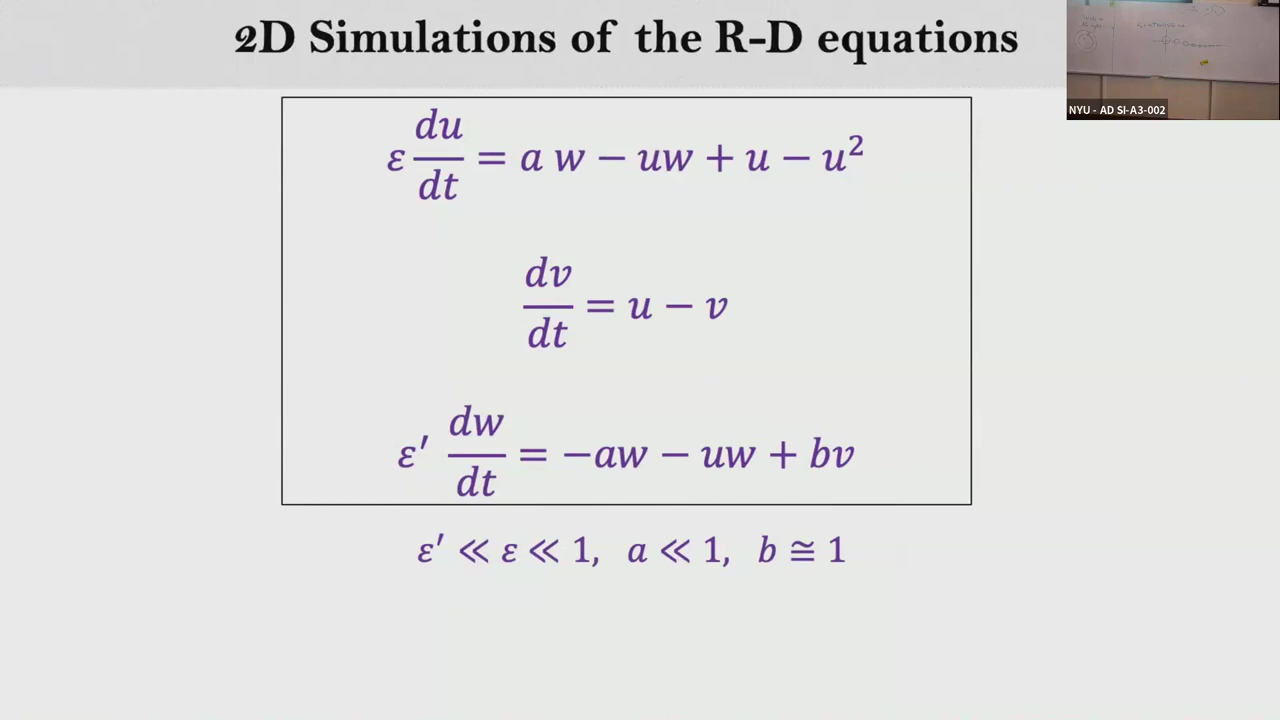 2D Simulations of the R-D equations
NYU - AD SI-A3-002
ε du/dt = a w − uw + u − u²
dv/dt = u − v
ε′ dw/dt = −aw − uw + bv
ε′ ≪ ε ≪ 1, a ≪ 1, b ≅ 1